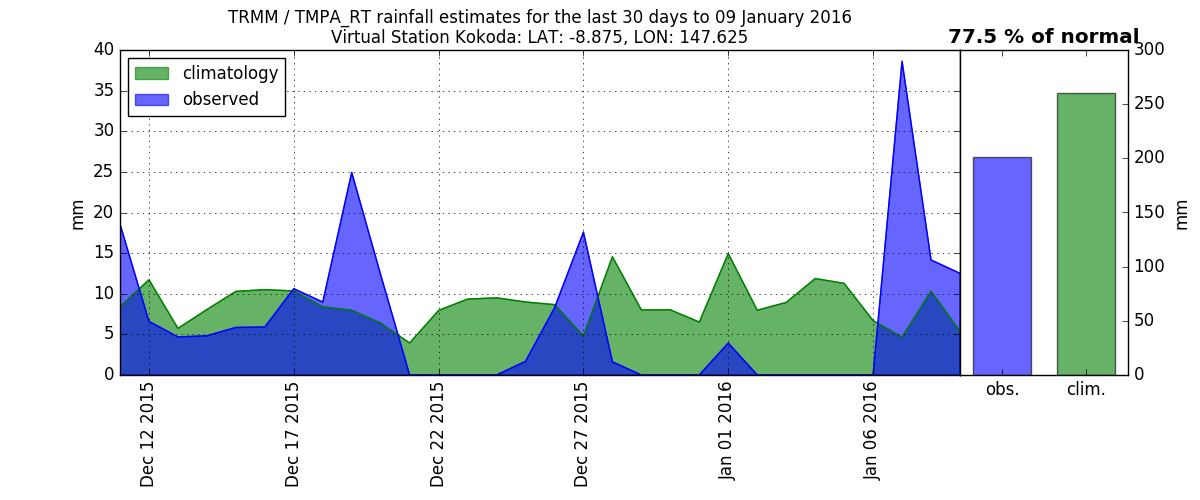 TRMM / TMPA_RT rainfall estimates for the last 30 days to 09 January 2016
Virtual Station Kokoda: LAT: -8.875, LON: 147.625
77.5 % of normal
climatology
observed
40
35
30
25
20
15
10
5
0
mm
Dec 12 2015
Dec 17 2015
Dec 22 2015
Dec 27 2015
Jan 01 2016
Jan 06 2016
300
250
200
150
100
50
0
mm
obs.
clim.